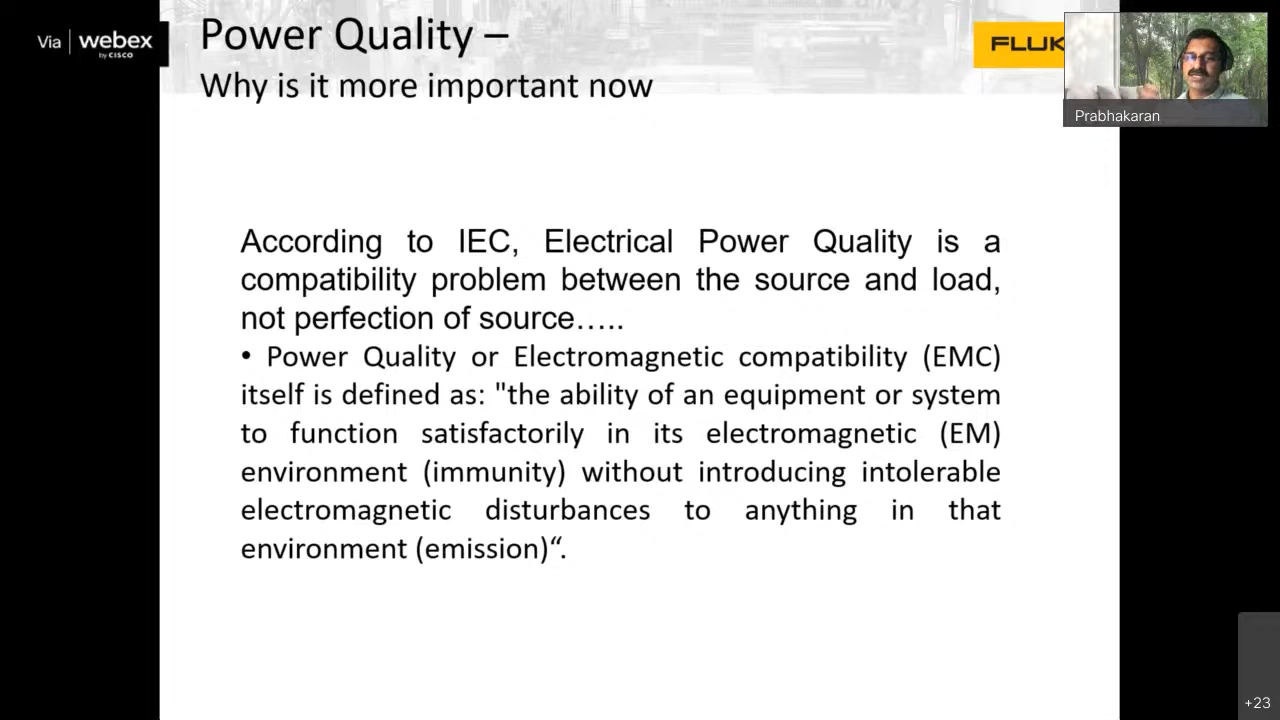 Via | webex
by CISCO
Power Quality –
Why is it more important now
FLUK
Prabhakaran
According to IEC, Electrical Power Quality is a
compatibility problem between the source and load,
not perfection of source…..
• Power Quality or Electromagnetic compatibility (EMC)
itself is defined as: "the ability of an equipment or system
to function satisfactorily in its electromagnetic (EM)
environment (immunity) without introducing intolerable
electromagnetic disturbances to anything in that
environment (emission)“.
+23